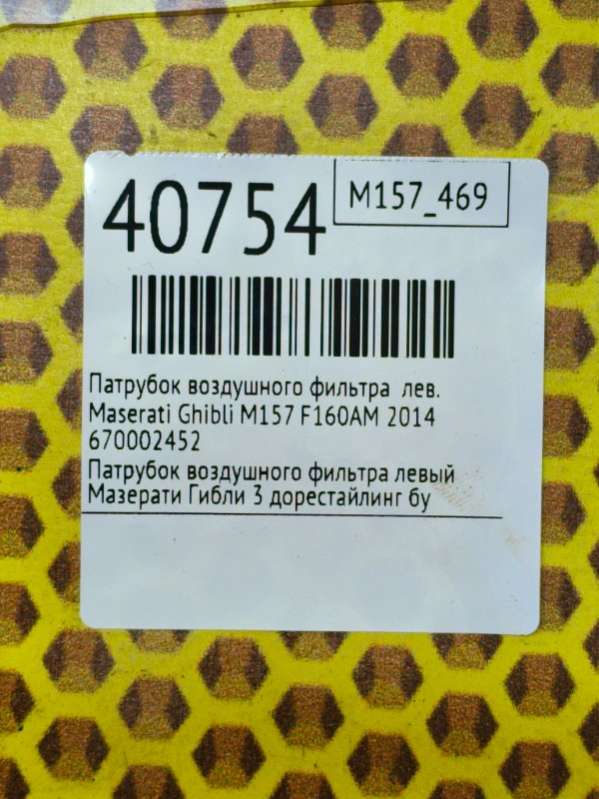 40754
M157_469
Патрубок воздушного фильтра лев.
Maserati Ghibli M157 F160AM 2014
670002452
Патрубок воздушного фильтра левый
Мазерати Гибли 3 дорестайлинг бу